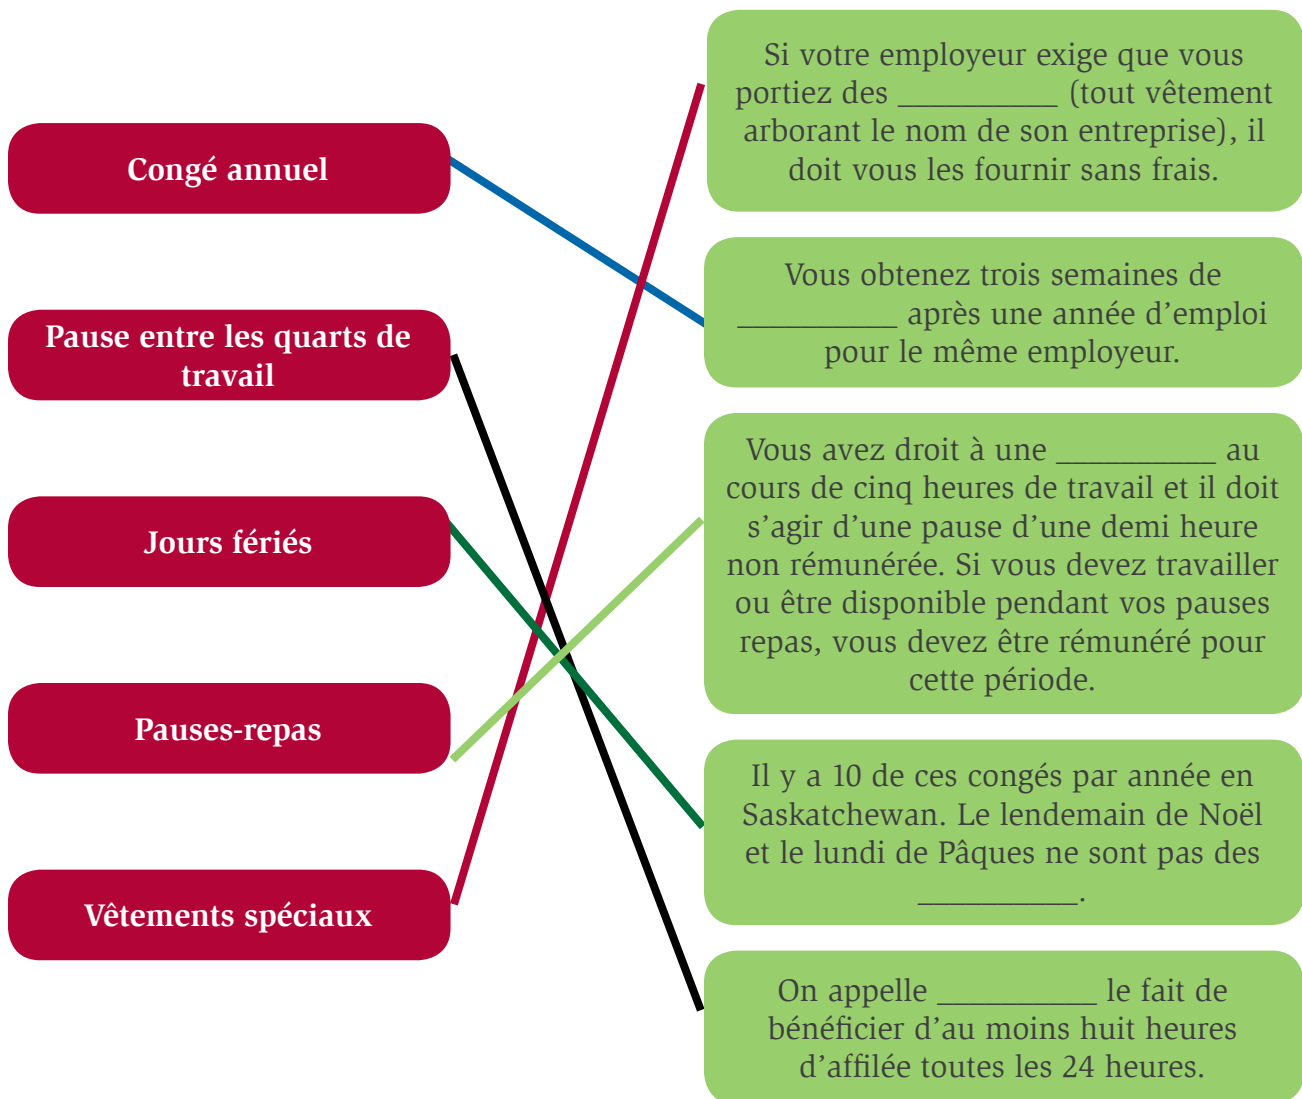 Congé annuel
Pause entre les quarts de
travail
Jours fériés
Pauses-repas
Vêtements spéciaux
Si votre employeur exige que vous
portiez des __________ (tout vêtement
arborant le nom de son entreprise), il
doit vous les fournir sans frais.
Vous obtenez trois semaines de
__________ après une année d’emploi
pour le même employeur.
Vous avez droit à une __________ au
cours de cinq heures de travail et il doit
s’agir d’une pause d’une demi heure
non rémunérée. Si vous devez travailler
ou être disponible pendant vos pauses
repas, vous devez être rémunéré pour
cette période.
Il y a 10 de ces congés par année en
Saskatchewan. Le lendemain de Noël
et le lundi de Pâques ne sont pas des
__________.
On appelle __________ le fait de
bénéficier d’au moins huit heures
d’affilée toutes les 24 heures.